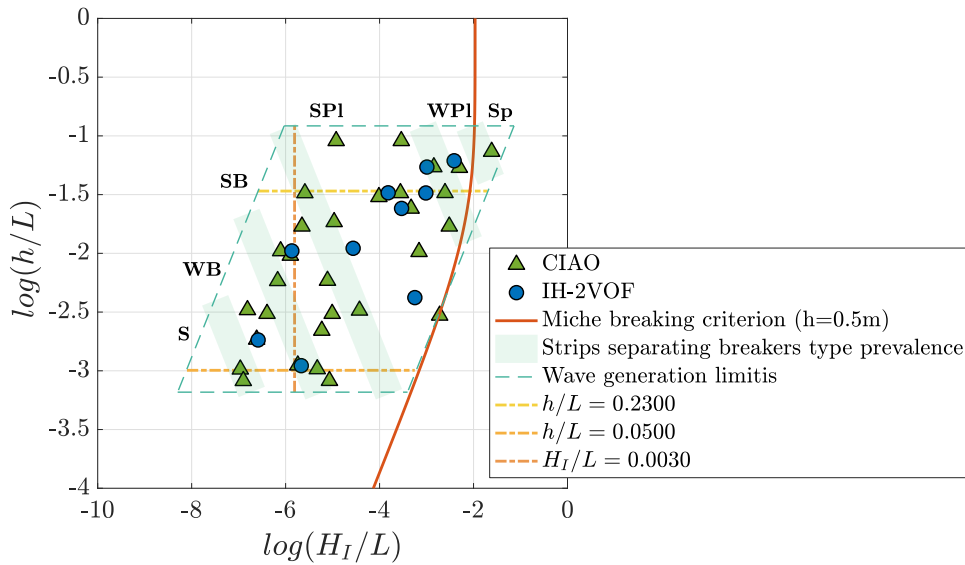 0
-0.5
-1
-1.5
-2
-2.5
-3
-3.5
-4
log(h/L)
SPl
WPl
Sp
SB
WB
S
CIAO
IH-2VOF
Miche breaking criterion (h=0.5m)
Strips separating breakers type prevalence
Wave generation limitis
h/L = 0.2300
h/L = 0.0500
H_I/L = 0.0030
-10
-8
-6
-4
-2
0
log(H_I/L)